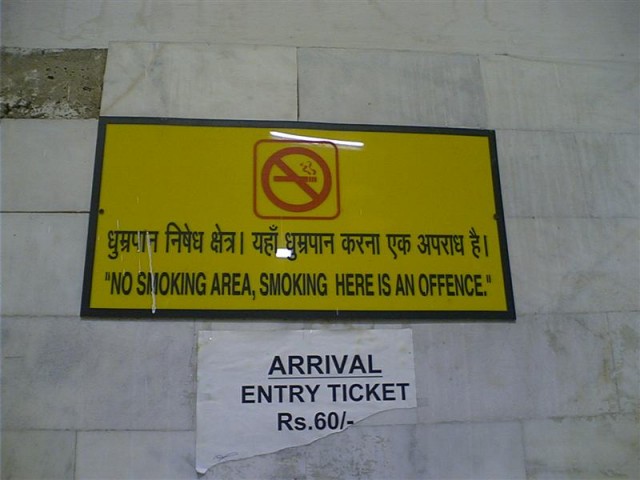 धुम्रपान निषेध क्षेत्र। यहाँ धुम्रपान करना एक अपराध है।
"NO SMOKING AREA, SMOKING HERE IS AN OFFENCE."
ARRIVAL
ENTRY TICKET
Rs.60/-